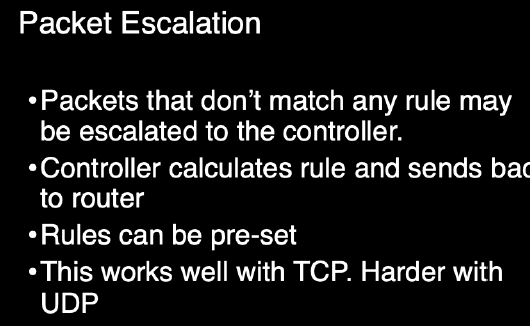 Packet Escalation
•Packets that don't match any rule may
be escalated to the controller.
•Controller calculates rule and sends bac
to router
•Rules can be pre-set
•This works well with TCP. Harder with
UDP